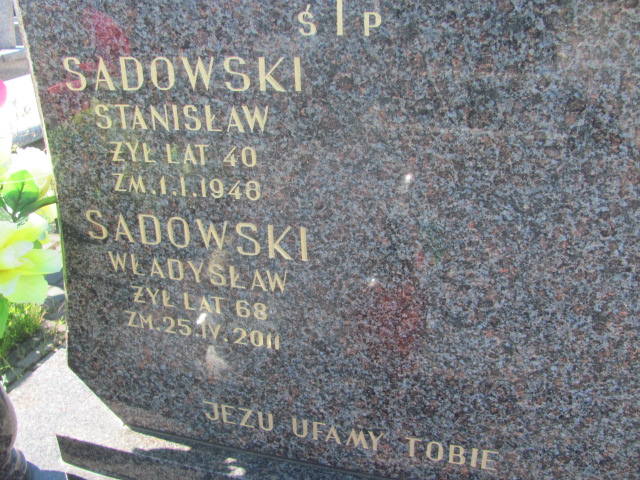 Ś P
SADOWSKI
STANISŁAW
ŻYŁ LAT 40
ZM. 1.1.1948
SADOWSKI
WŁADYSŁAW
ŻYŁ LAT 68
ZM. 25.IV.2011
JEZU UFAMY TOBIE